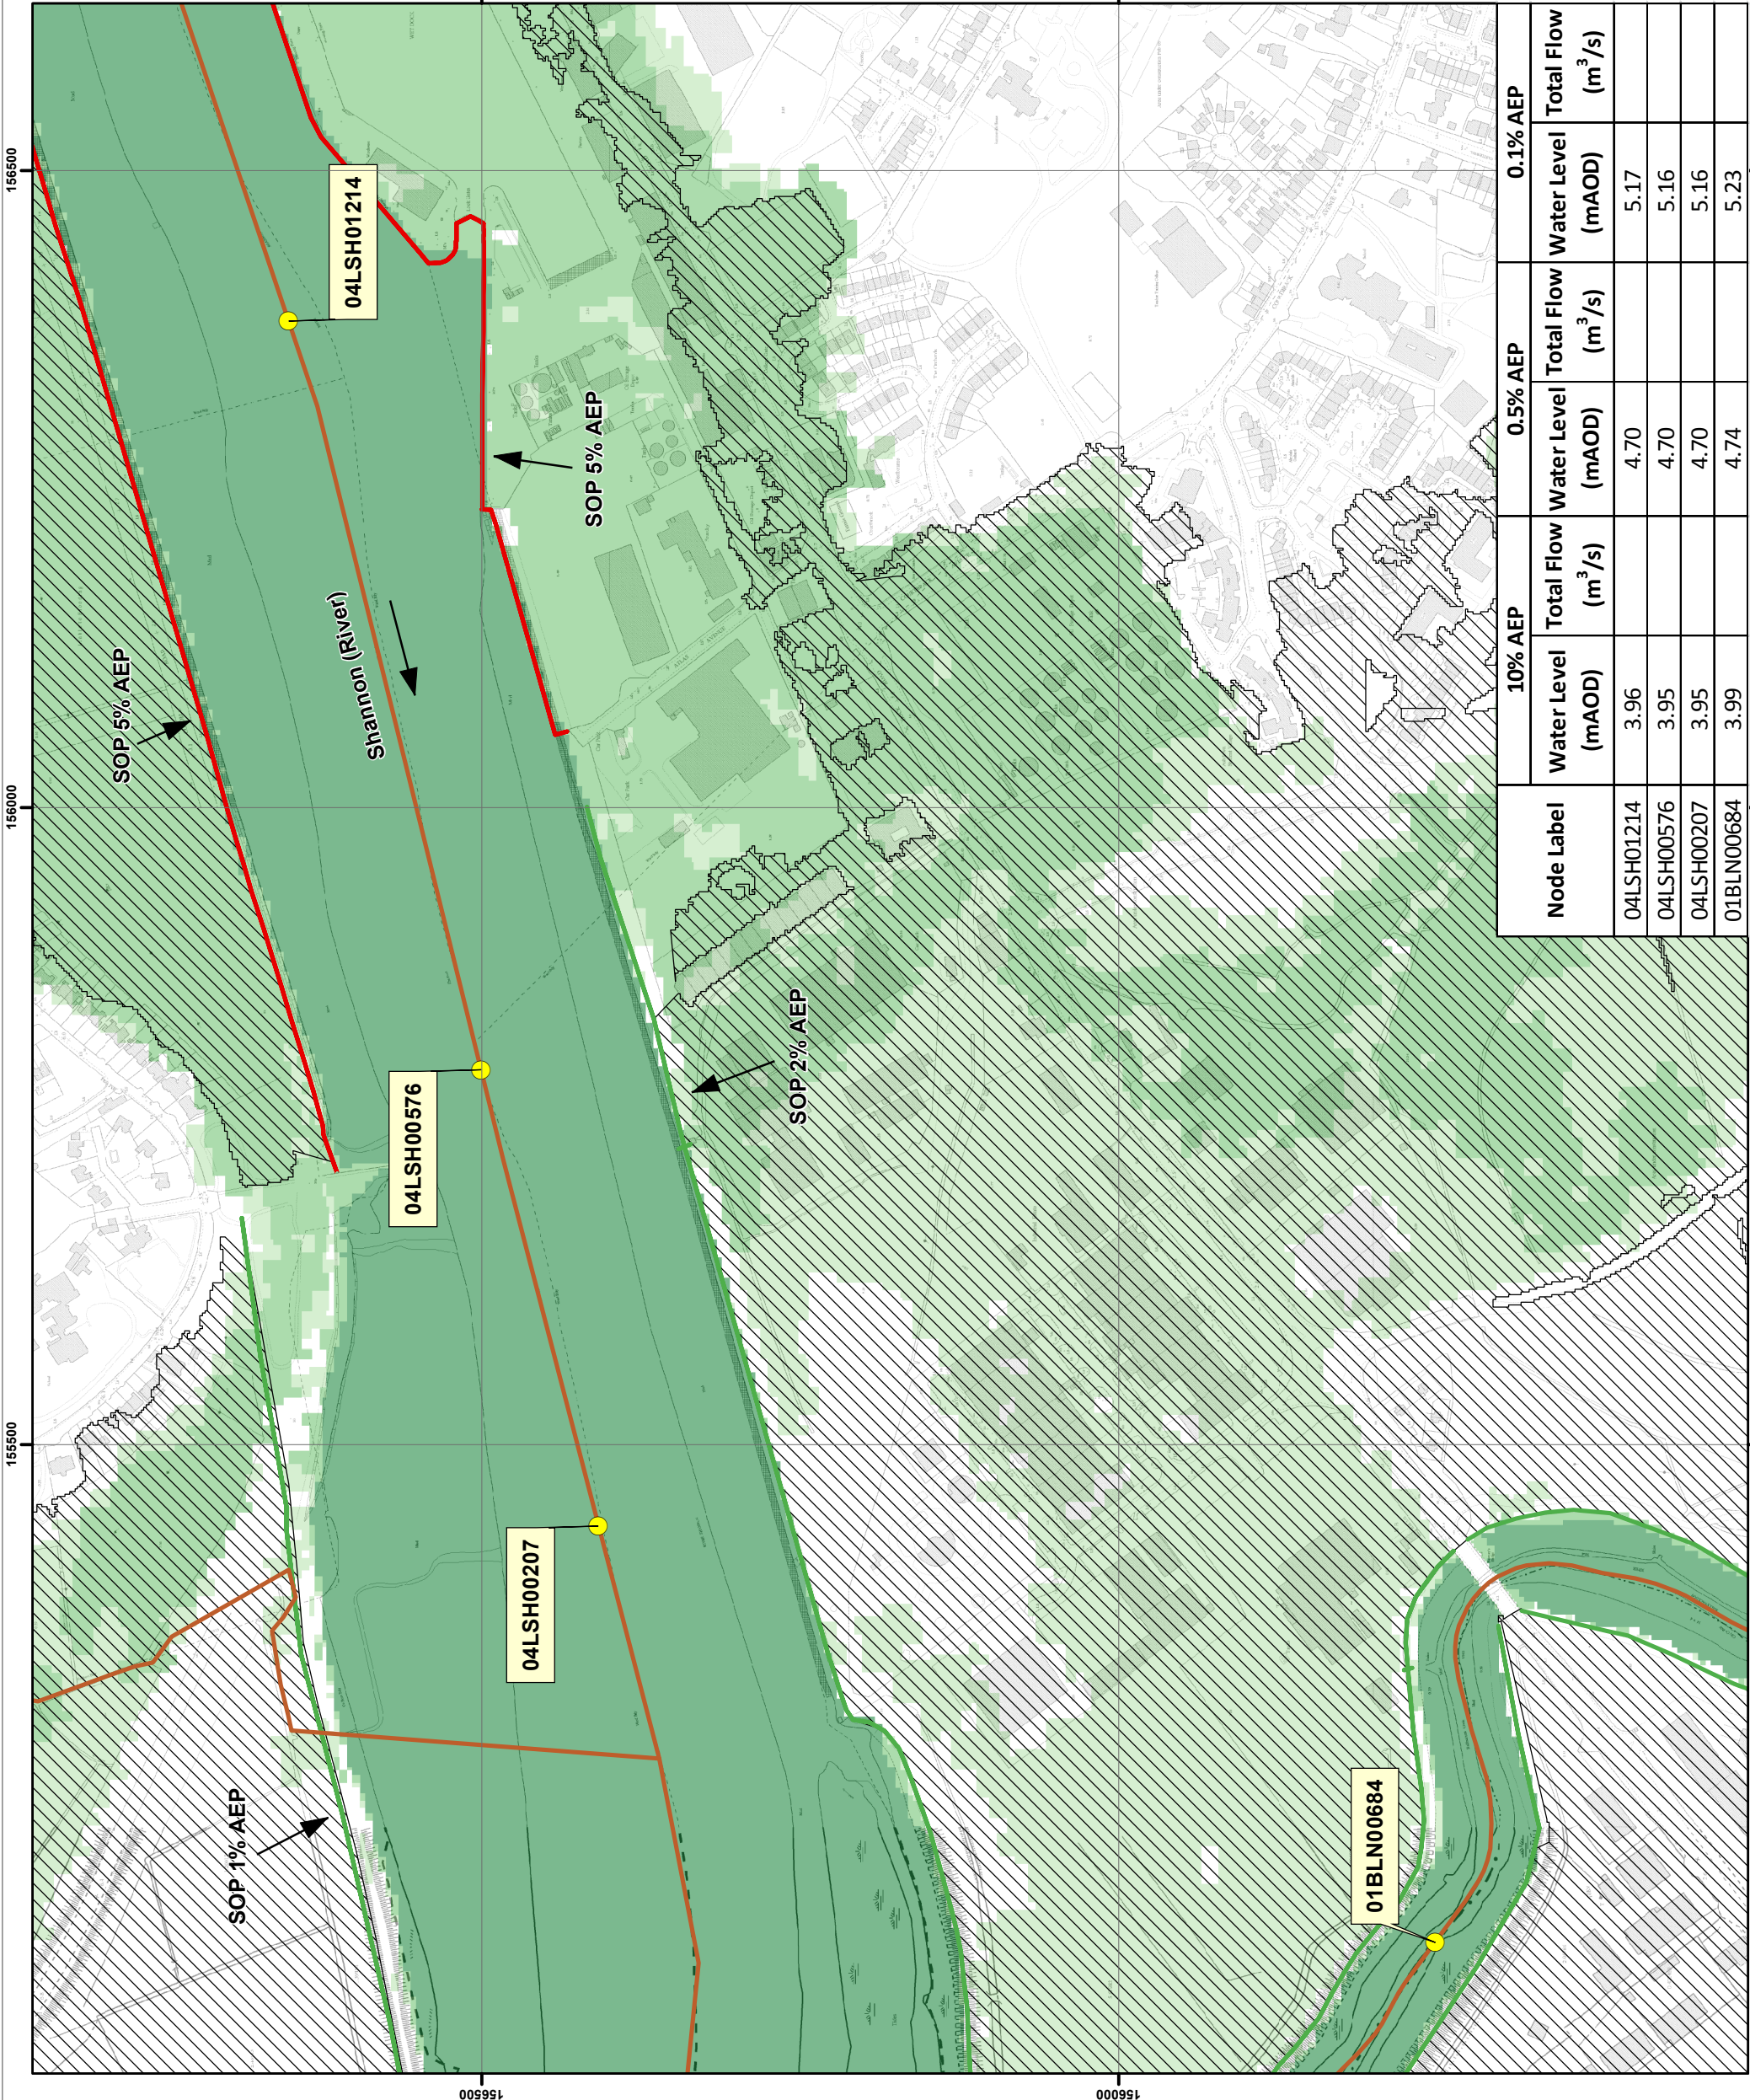 156500
156000
155500
156500
156000
04LSH01214
SOP 5% AEP
SOP 5% AEP
Shannon (River)
04LSH00576
SOP 2% AEP
04LSH00207
SOP 1% AEP
01BLN00684
Node Label 10% AEP 0.5% AEP 0.1% AEP
Water Level (mAOD) Total Flow (m³/s) Water Level (mAOD) Total Flow (m³/s) Water Level (mAOD) Total Flow (m³/s)
04LSH01214 3.96 4.70 5.17
04LSH00576 3.95 4.70 5.16
04LSH00207 3.95 4.70 5.16
01BLN00684 3.99 4.74 5.23